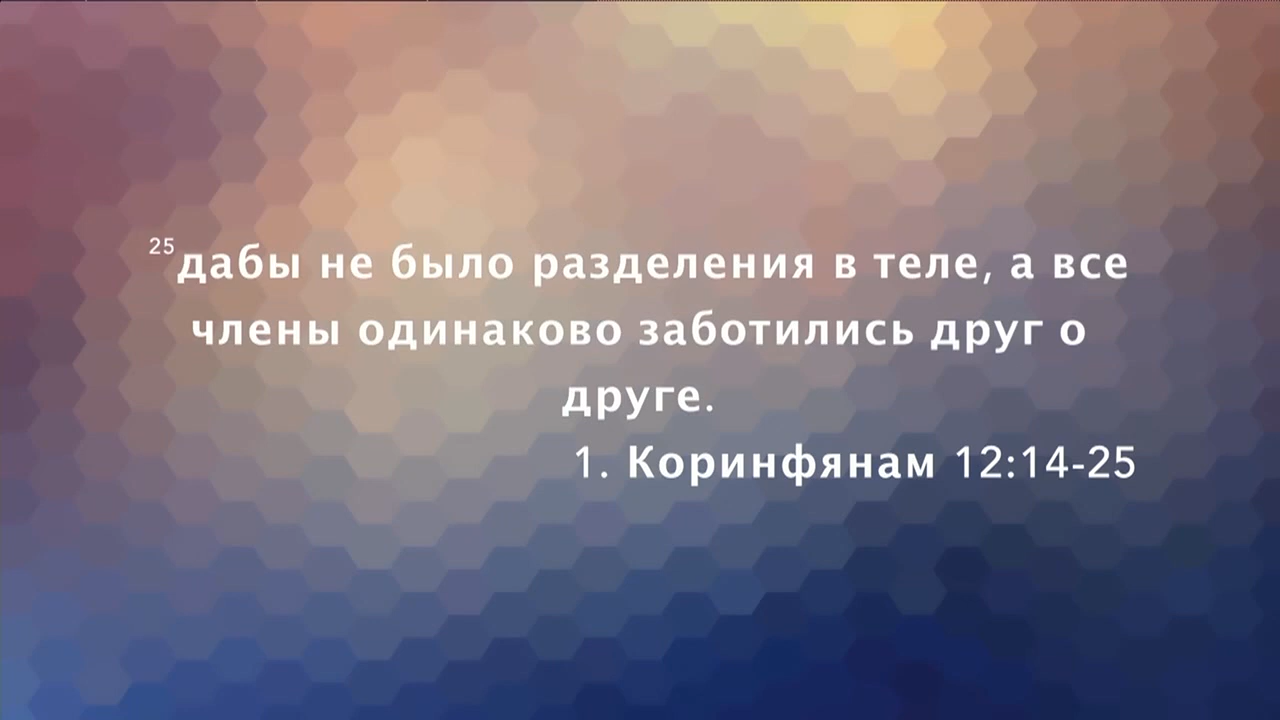 25дабы не было разделения в теле, а все
члены одинаково заботились друг о
друге.
1. Коринфянам 12:14-25